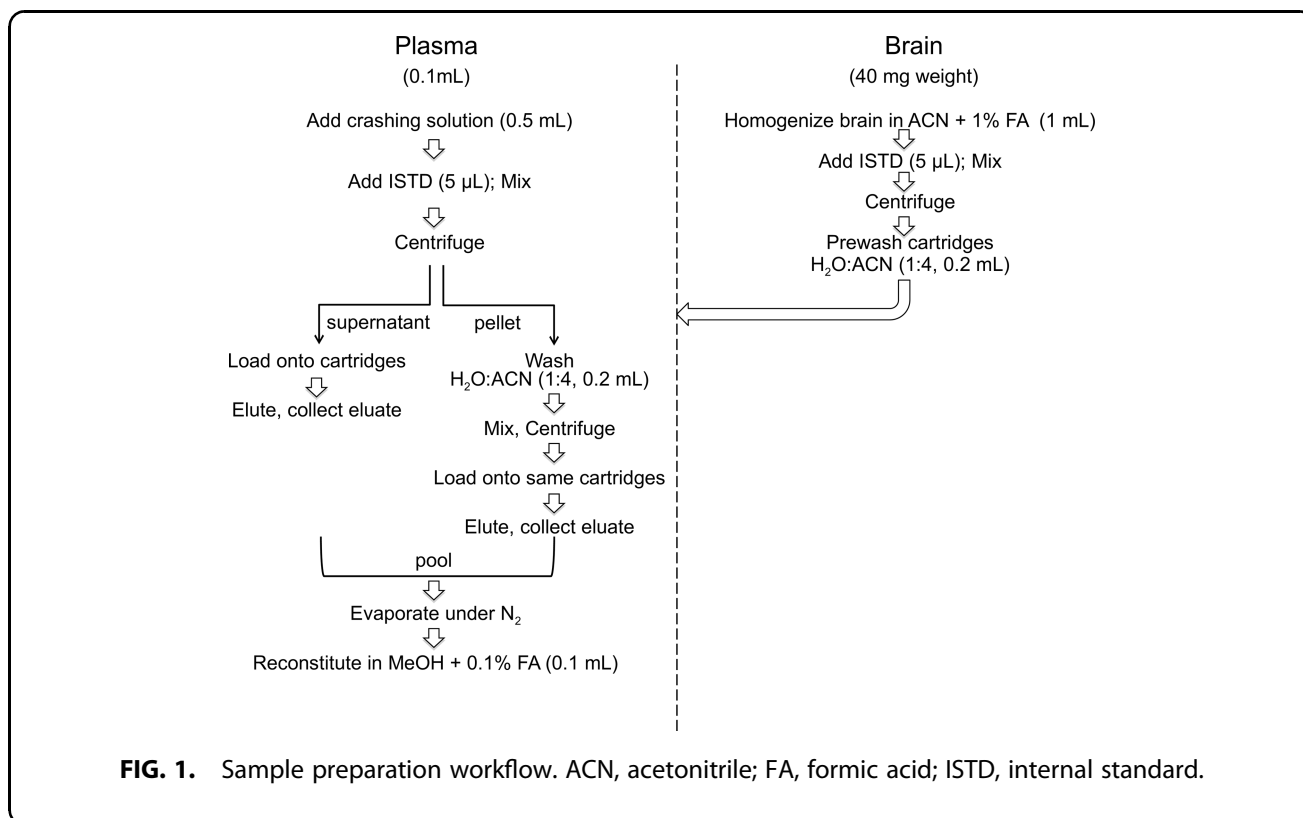 Plasma
(0.1mL)
Add crashing solution (0.5 mL)
Add ISTD (5 µL); Mix
Centrifuge
supernatant
pellet
Load onto cartridges
Elute, collect eluate
Wash
H₂O:ACN (1:4, 0.2 mL)
Mix, Centrifuge
Load onto same cartridges
Elute, collect eluate
pool
Evaporate under N₂
Reconstitute in MeOH + 0.1% FA (0.1 mL)
Brain
(40 mg weight)
Homogenize brain in ACN + 1% FA (1 mL)
Add ISTD (5 µL); Mix
Centrifuge
Prewash cartridges
H₂O:ACN (1:4, 0.2 mL)
FIG. 1. Sample preparation workflow. ACN, acetonitrile; FA, formic acid; ISTD, internal standard.